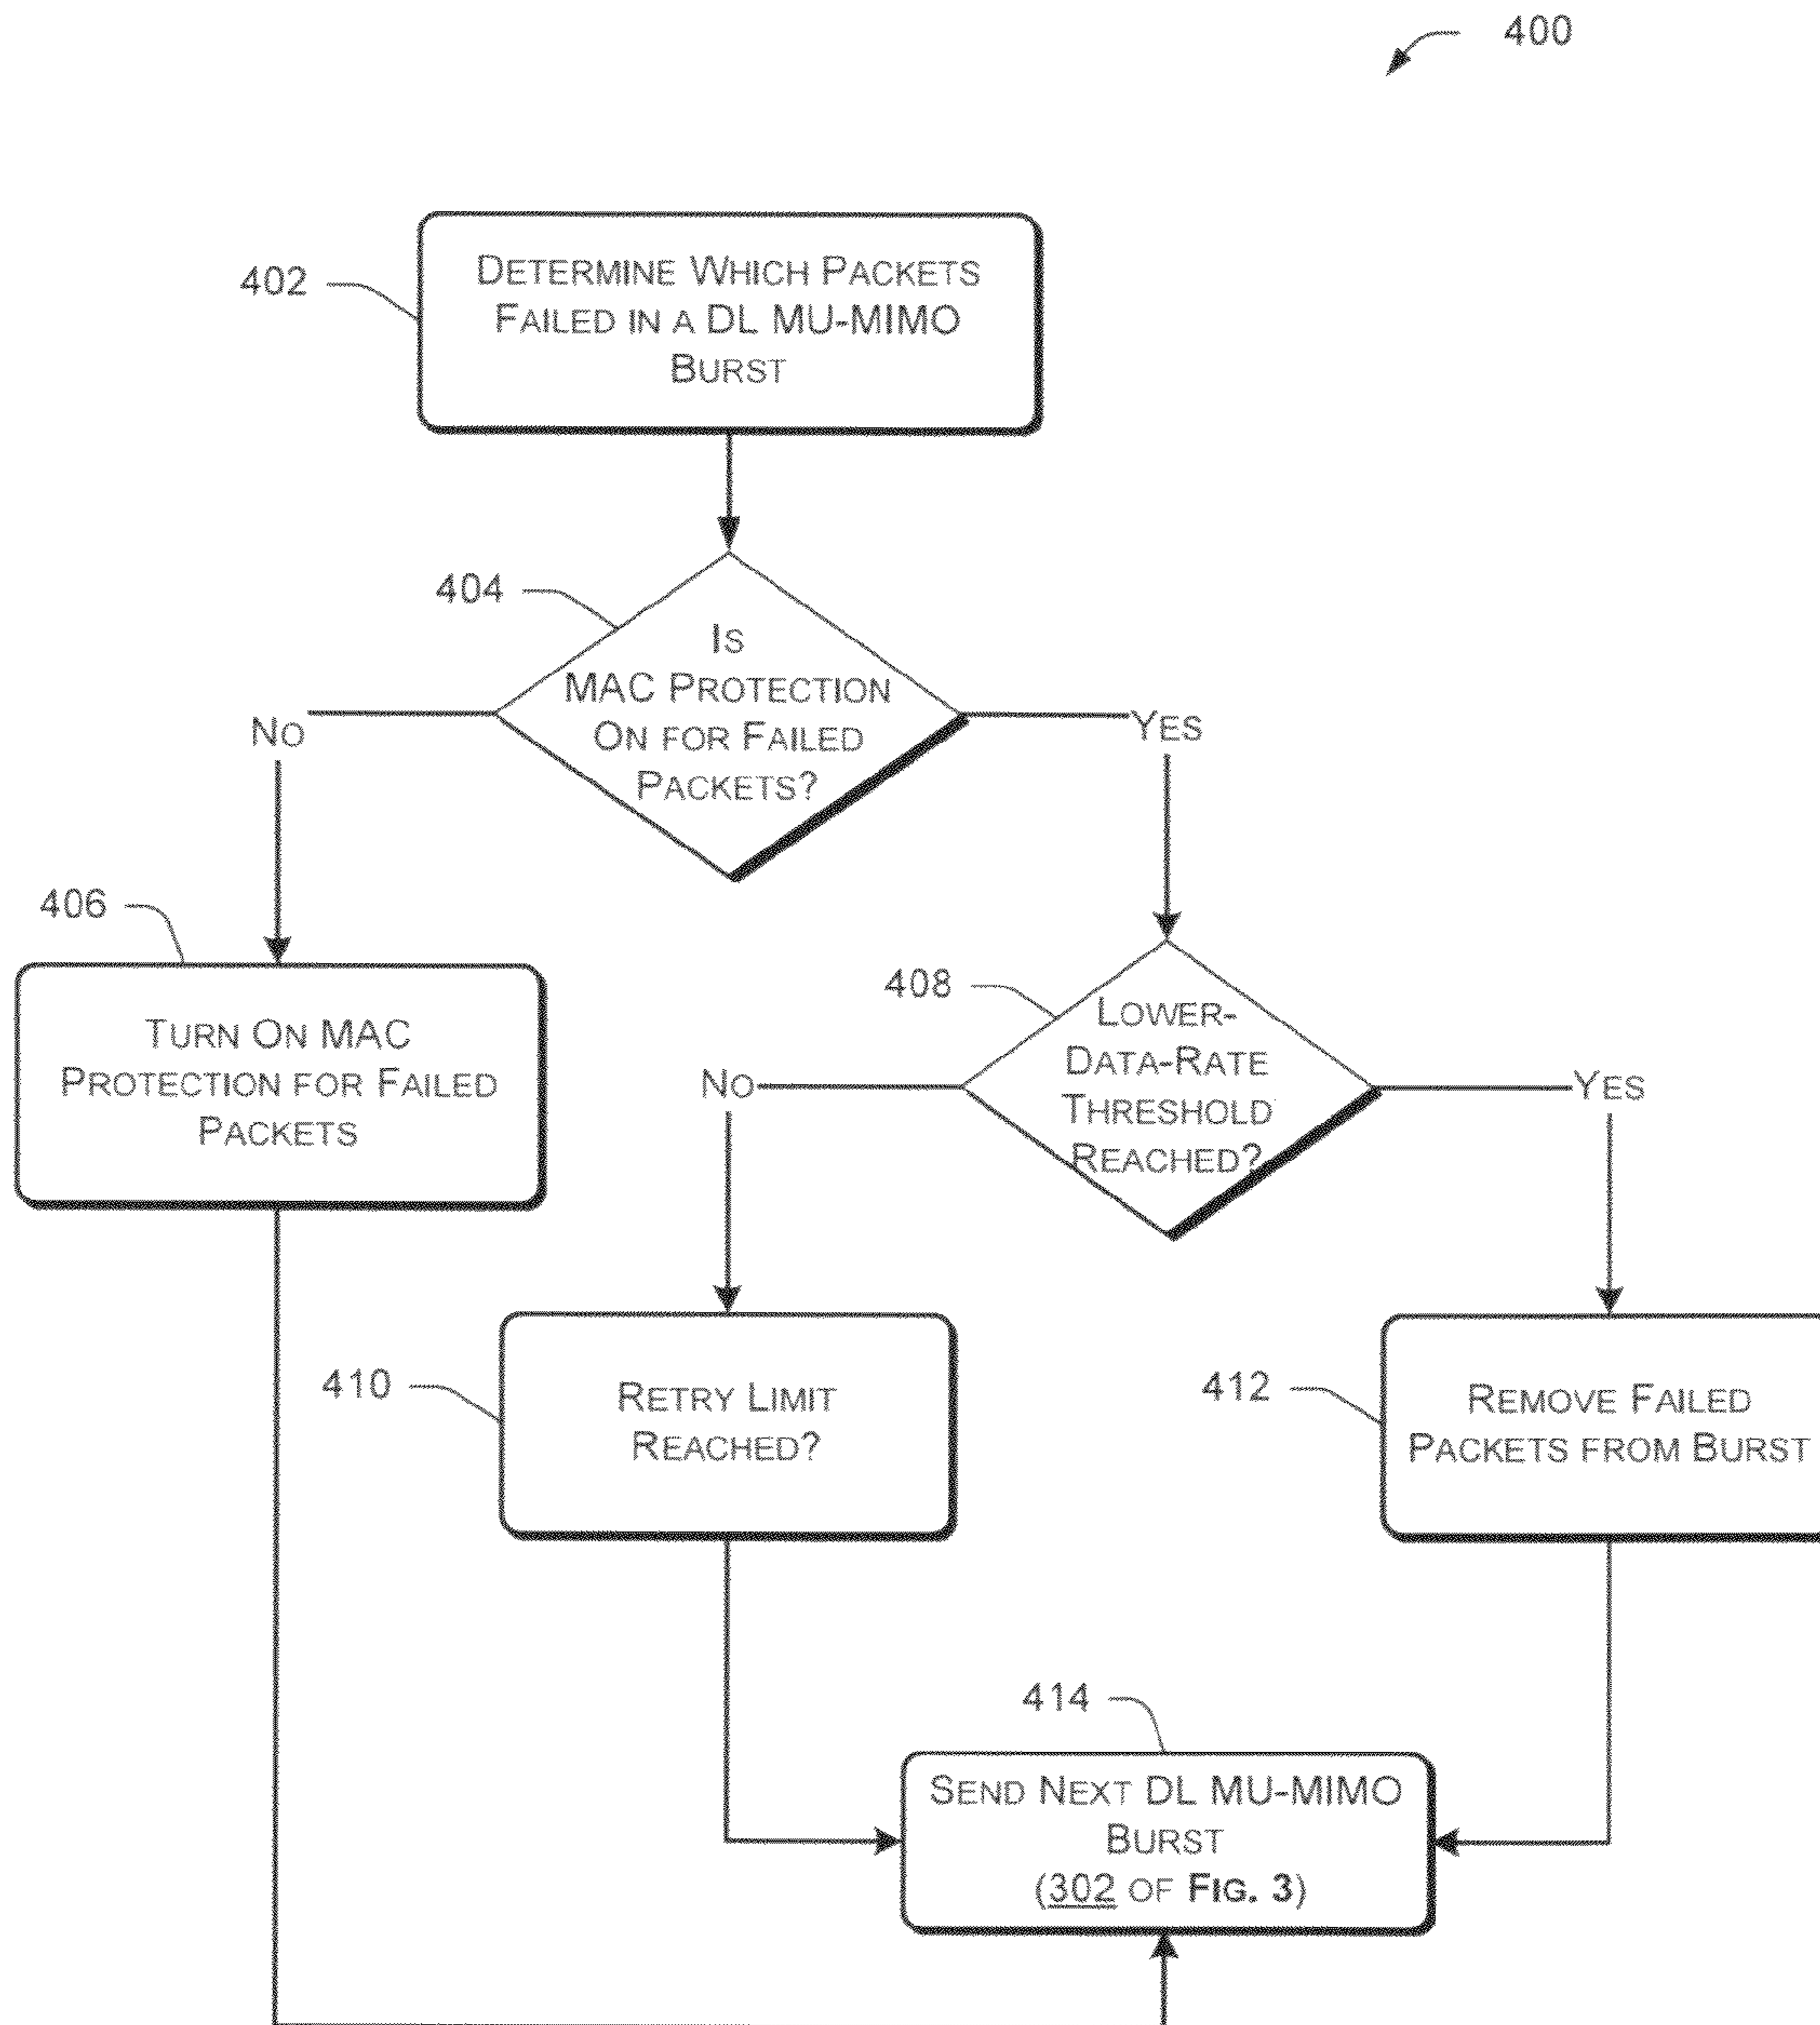 400
402
DETERMINE WHICH PACKETS
FAILED IN A DL MU-MIMO
BURST
404
IS
MAC PROTECTION
ON FOR FAILED
PACKETS?
NO
YES
406
TURN ON MAC
PROTECTION FOR FAILED
PACKETS
408
LOWER-
DATA-RATE
THRESHOLD
REACHED?
NO
YES
410
RETRY LIMIT
REACHED?
412
REMOVE FAILED
PACKETS FROM BURST
414
SEND NEXT DL MU-MIMO
BURST
(302 OF FIG. 3)